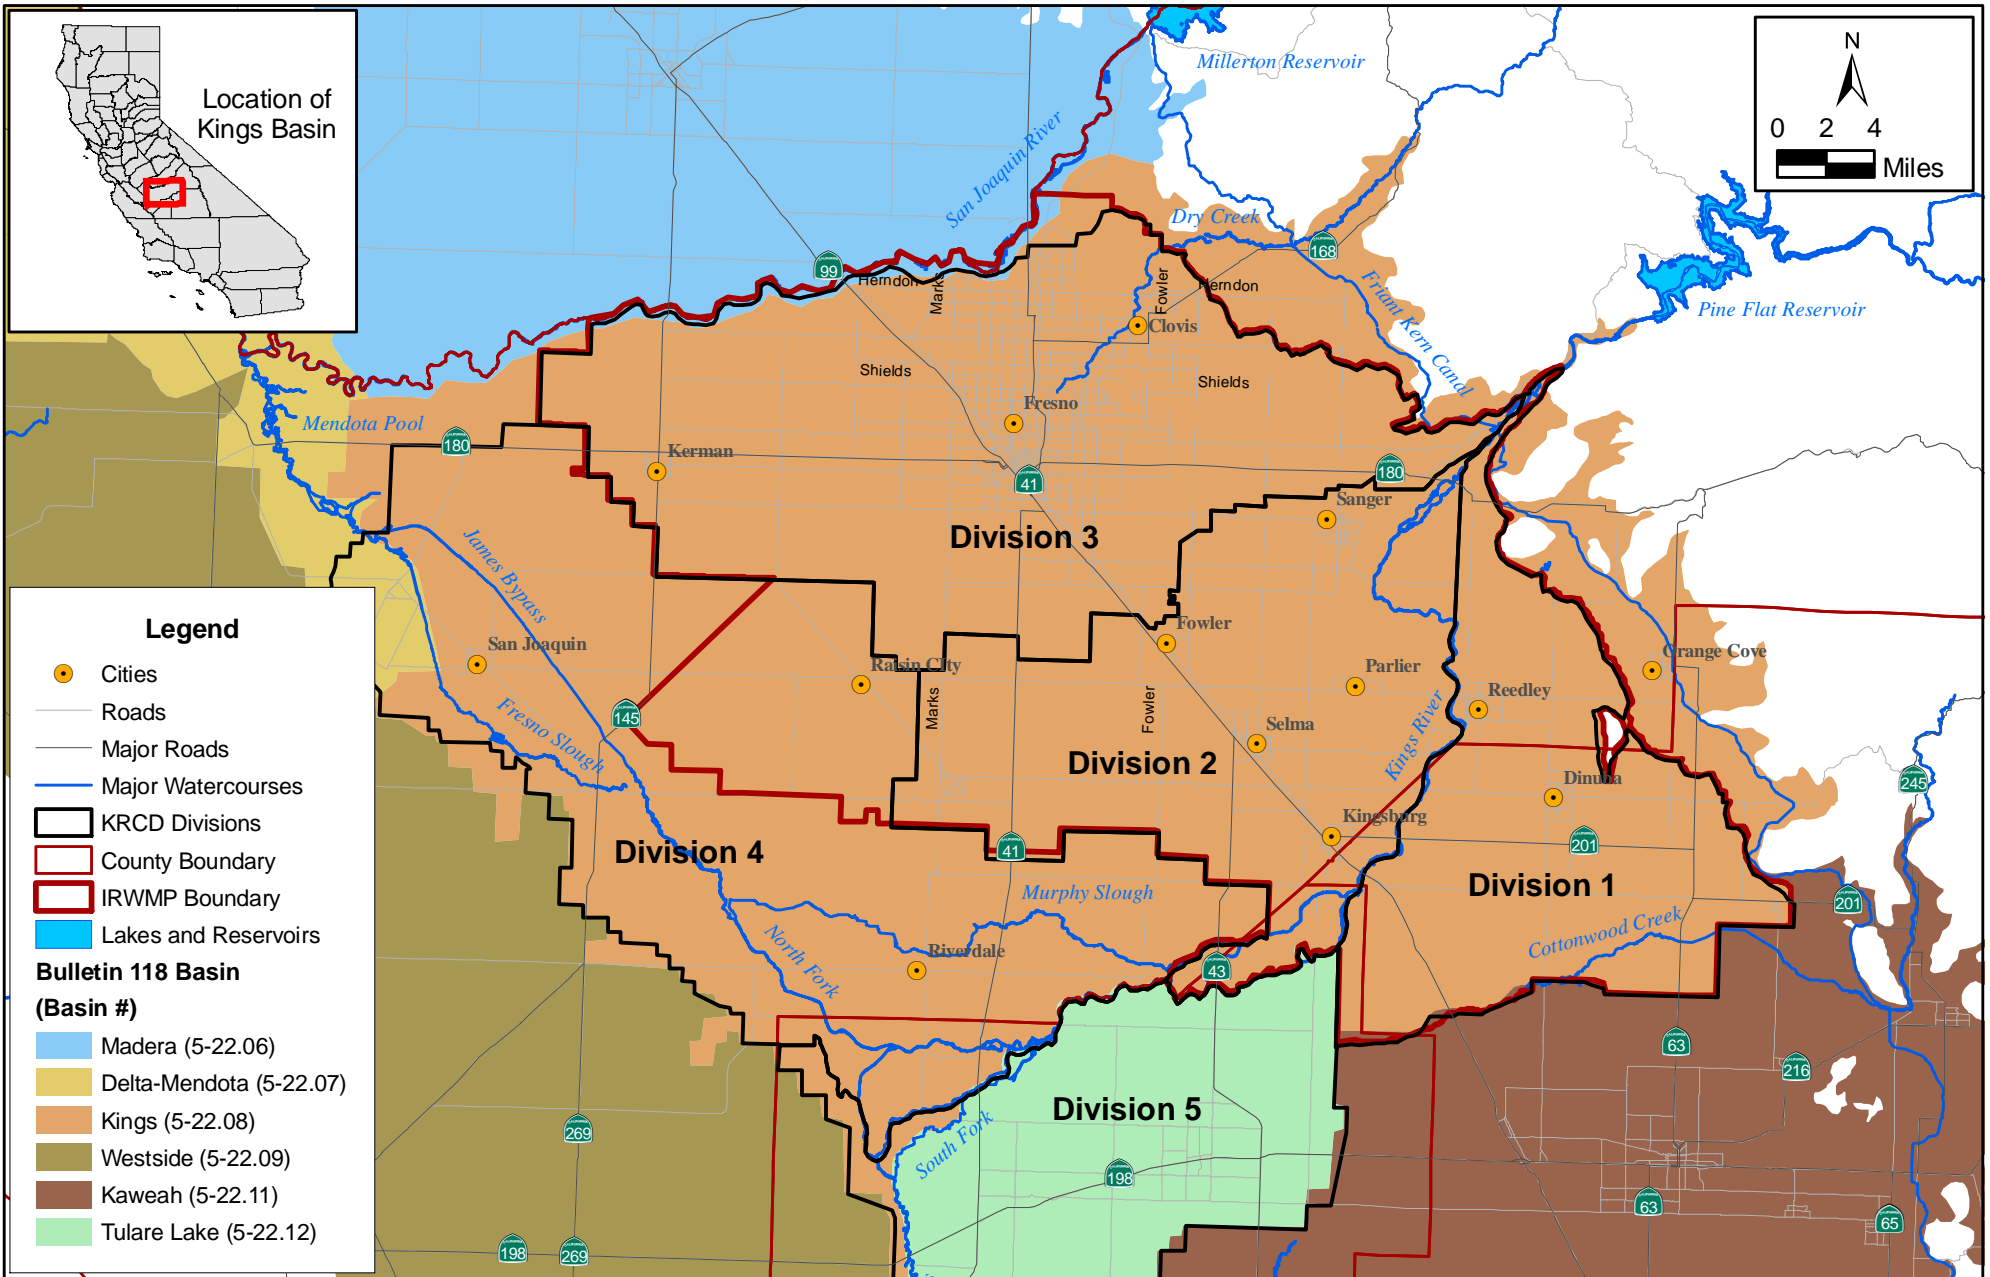 Location of
Kings Basin
Millerton Reservoir
N
0 2 4
Miles
San Joaquin River
Dry Creek
168
99
Herndon
Marks
Fowler
Herndon
Friant Kern Canal
Pine Flat Reservoir
Clovis
Shields
Shields
Mendota Pool
Fresno
180
Kerman
41
180
Sanger
Division 3
James Bypass
San Joaquin
Fowler
Raisin CIty
Parlier
Orange Cove
Reedley
145
Marks
Fowler
Selma
Kings River
Fresno Slough
Division 2
Dinuba
245
Kingsburg
Division 4
41
201
Division 1
201
Murphy Slough
Cottonwood Creek
North Fork
Riverdale
43
63
216
Division 5
269
South Fork
198
63
65
198
269
Legend
Cities
Roads
Major Roads
Major Watercourses
KRCD Divisions
County Boundary
IRWMP Boundary
Lakes and Reservoirs
Bulletin 118 Basin
(Basin #)
Madera (5-22.06)
Delta-Mendota (5-22.07)
Kings (5-22.08)
Westside (5-22.09)
Kaweah (5-22.11)
Tulare Lake (5-22.12)